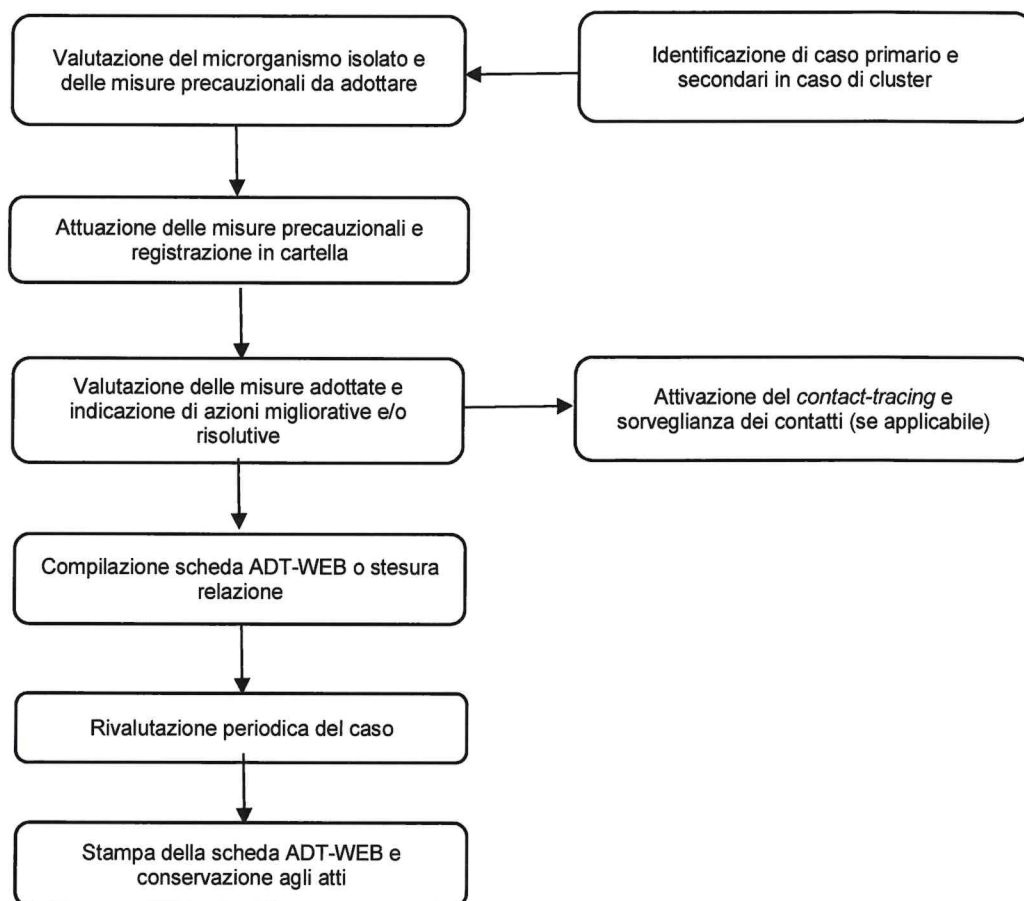 Valutazione del microrganismo isolato e
delle misure precauzionali da adottare
Identificazione di caso primario e
secondari in caso di cluster
Attuazione delle misure precauzionali e
registrazione in cartella
Valutazione delle misure adottate e
indicazione di azioni migliorative e/o
risolutive
Attivazione del contact-tracing e
sorveglianza dei contatti (se applicabile)
Compilazione scheda ADT-WEB o stesura
relazione
Rivalutazione periodica del caso
Stampa della scheda ADT-WEB e
conservazione agli atti